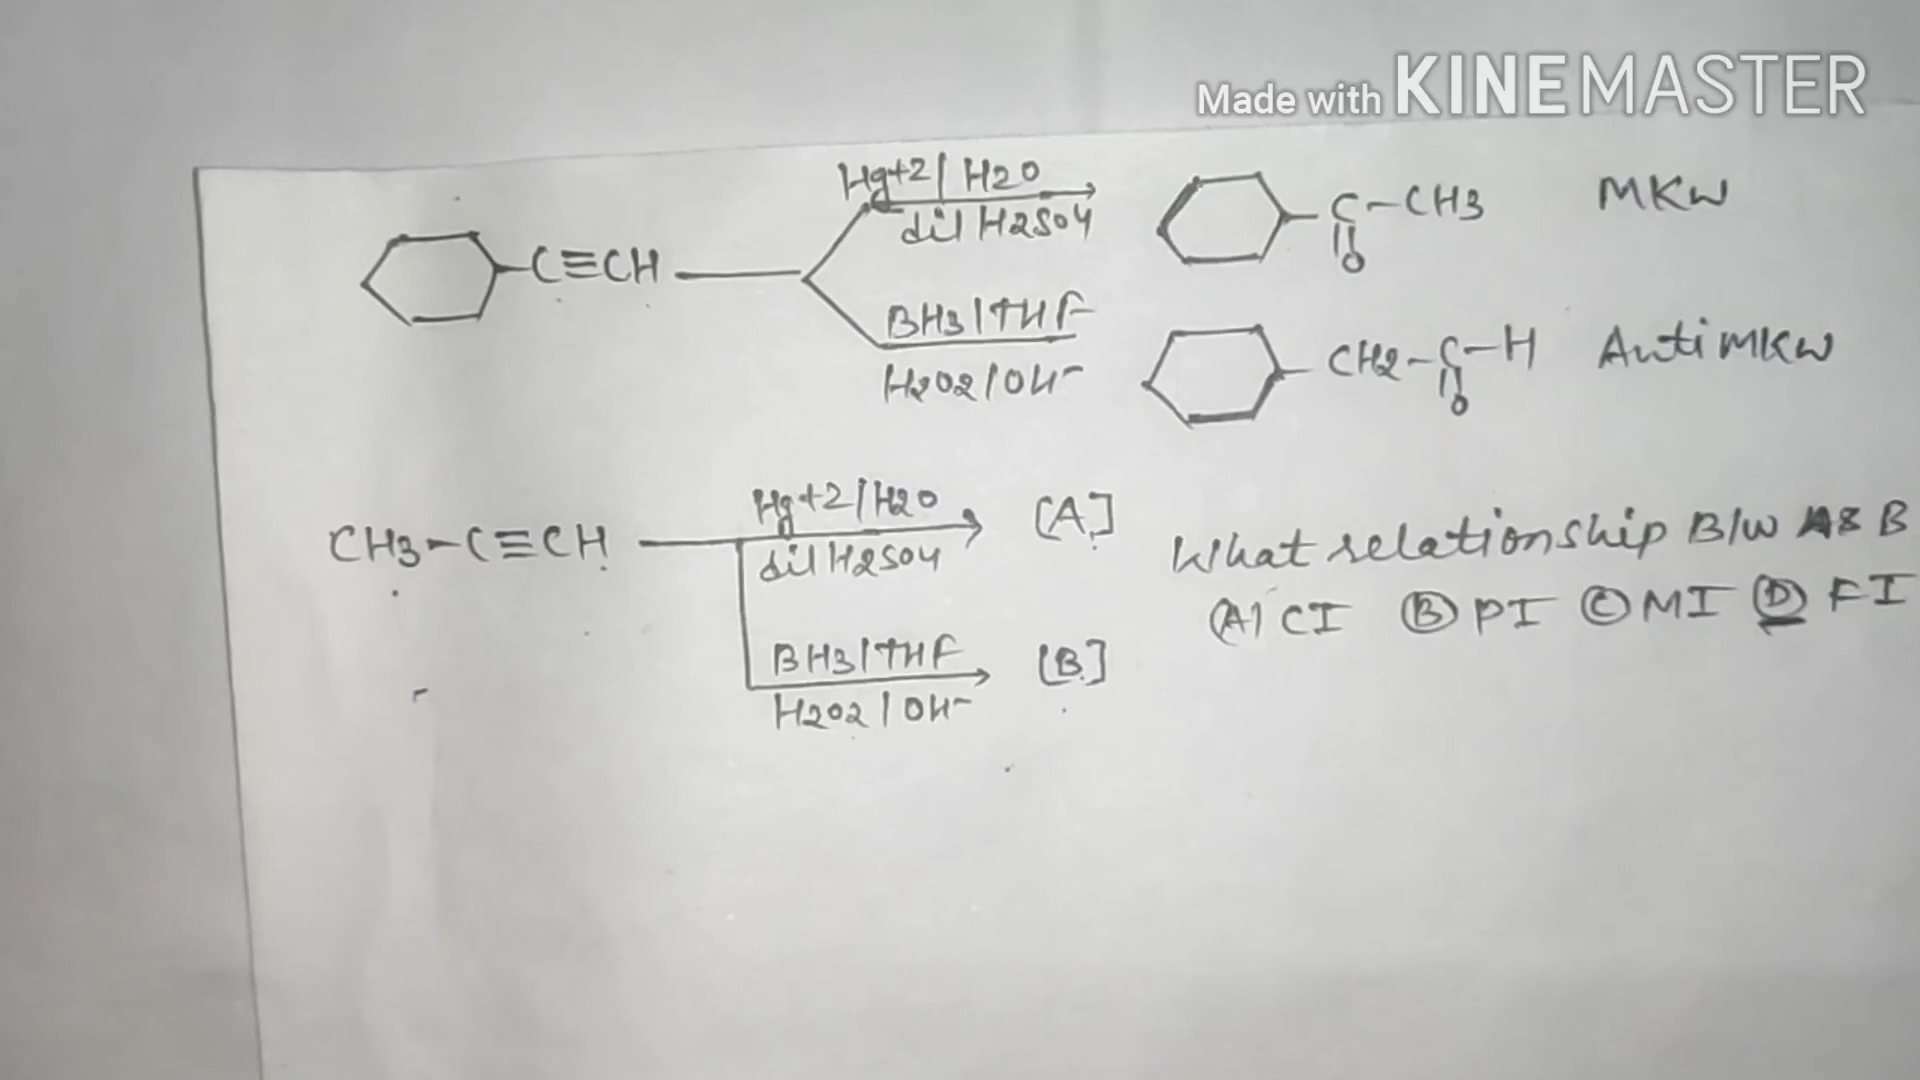 Made with KINEMASTER
Hg+2 / H2O
dil H2SO4
C≡CH
C-CH3
O
MKW
BH3 / THF
H2O2 / OH-
CH2-C-H
O
Anti MKW
CH3-C≡CH
Hg+2 / H2O
dil H2SO4
[A]
What relationship B/W A & B
(A) CI (B) PI (C) MI (D) FI
BH3 / THF
H2O2 / OH-
[B]